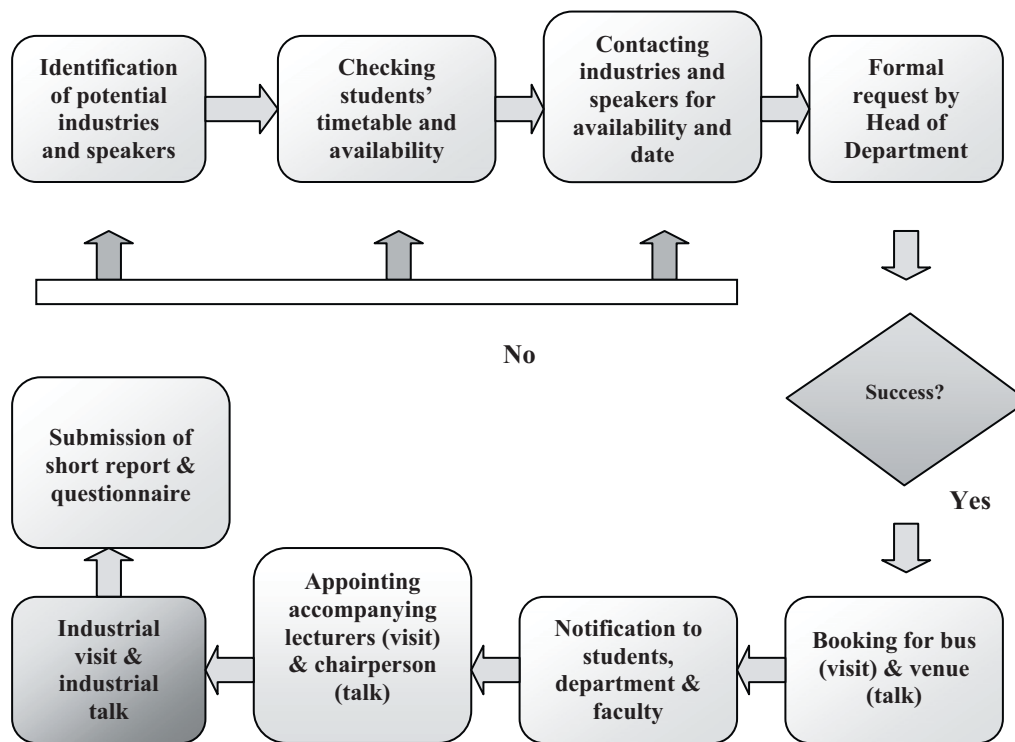 Identification
of potential
industries
and speakers
Checking
students’
timetable and
availability
Contacting
industries and
speakers for
availability and
date
Formal
request by
Head of
Department
No
Success?
Yes
Submission of
short report &
questionnaire
Industrial
visit &
industrial
talk
Appointing
accompanying
lecturers (visit)
& chairperson
(talk)
Notification to
students,
department &
faculty
Booking for bus
(visit) & venue
(talk)